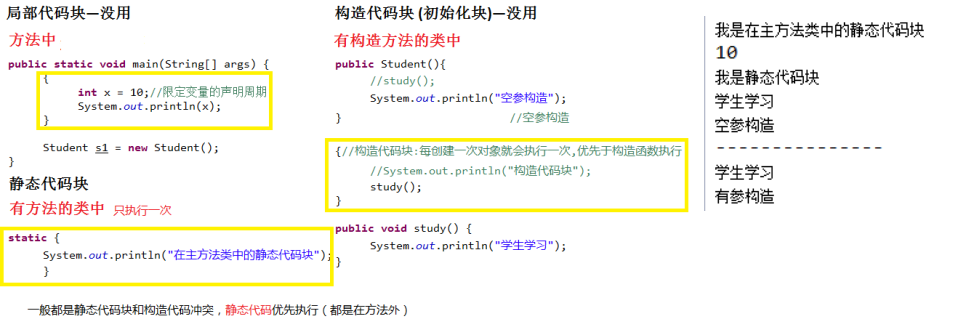 局部代码块—没用
方法中
public static void main(String[] args) {
{
int x = 10;//限定变量的声明周期
System.out.println(x);
}
Student s1 = new Student();
}
静态代码块
有方法的类中 只执行一次
static {
System.out.println("在主方法类中的静态代码块");
}
构造代码块 (初始化块)—没用
有构造方法的类中
public Student(){
//study();
System.out.println("空参构造");
} //空参构造
{//构造代码块:每创建一次对象就会执行一次,优先于构造函数执行
//System.out.println("构造代码块");
study();
}
public void study() {
System.out.println("学生学习");
}
我是在主方法类中的静态代码块
10
我是静态代码块
学生学习
空参构造
---------------
学生学习
有参构造
一般都是静态代码块和构造代码冲突，静态代码优先执行（都是在方法外）